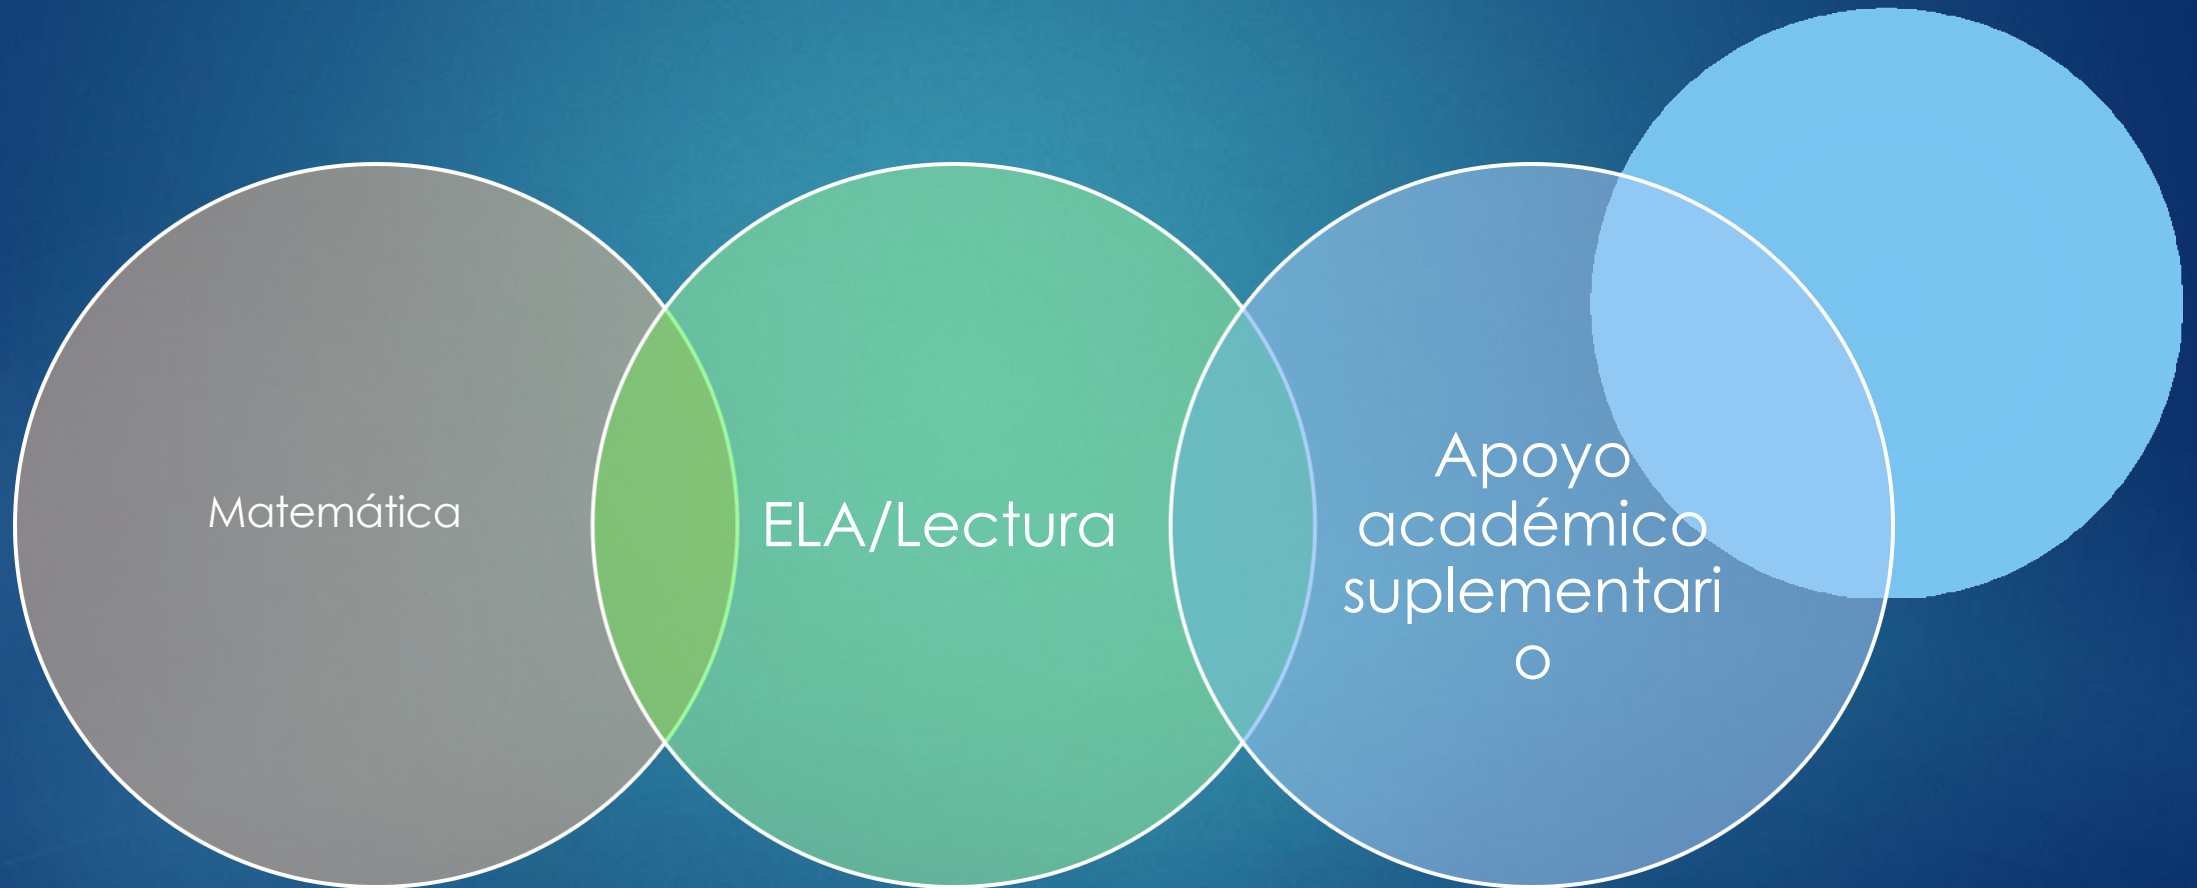 Matemática
ELA/Lectura
Apoyo
académico
suplementari
o